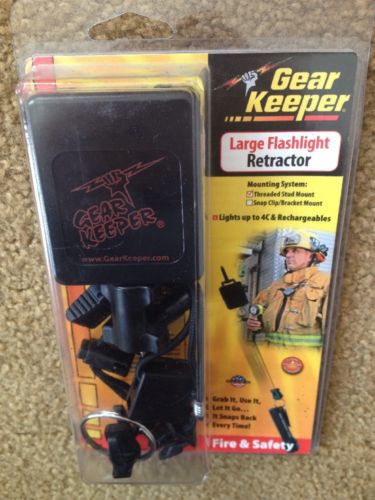 Gear
Keeper®
Large Flashlight
Retractor
Mounting System:
Threaded Stud Mount
Snap Clip/Bracket Mount
Lights up to 4C & Rechargeables
GEAR
KEEPER®
www.GearKeeper.com
Grab It, Use It,
Let It Go...
It Snaps Back
Every Time!
Fire & Safety